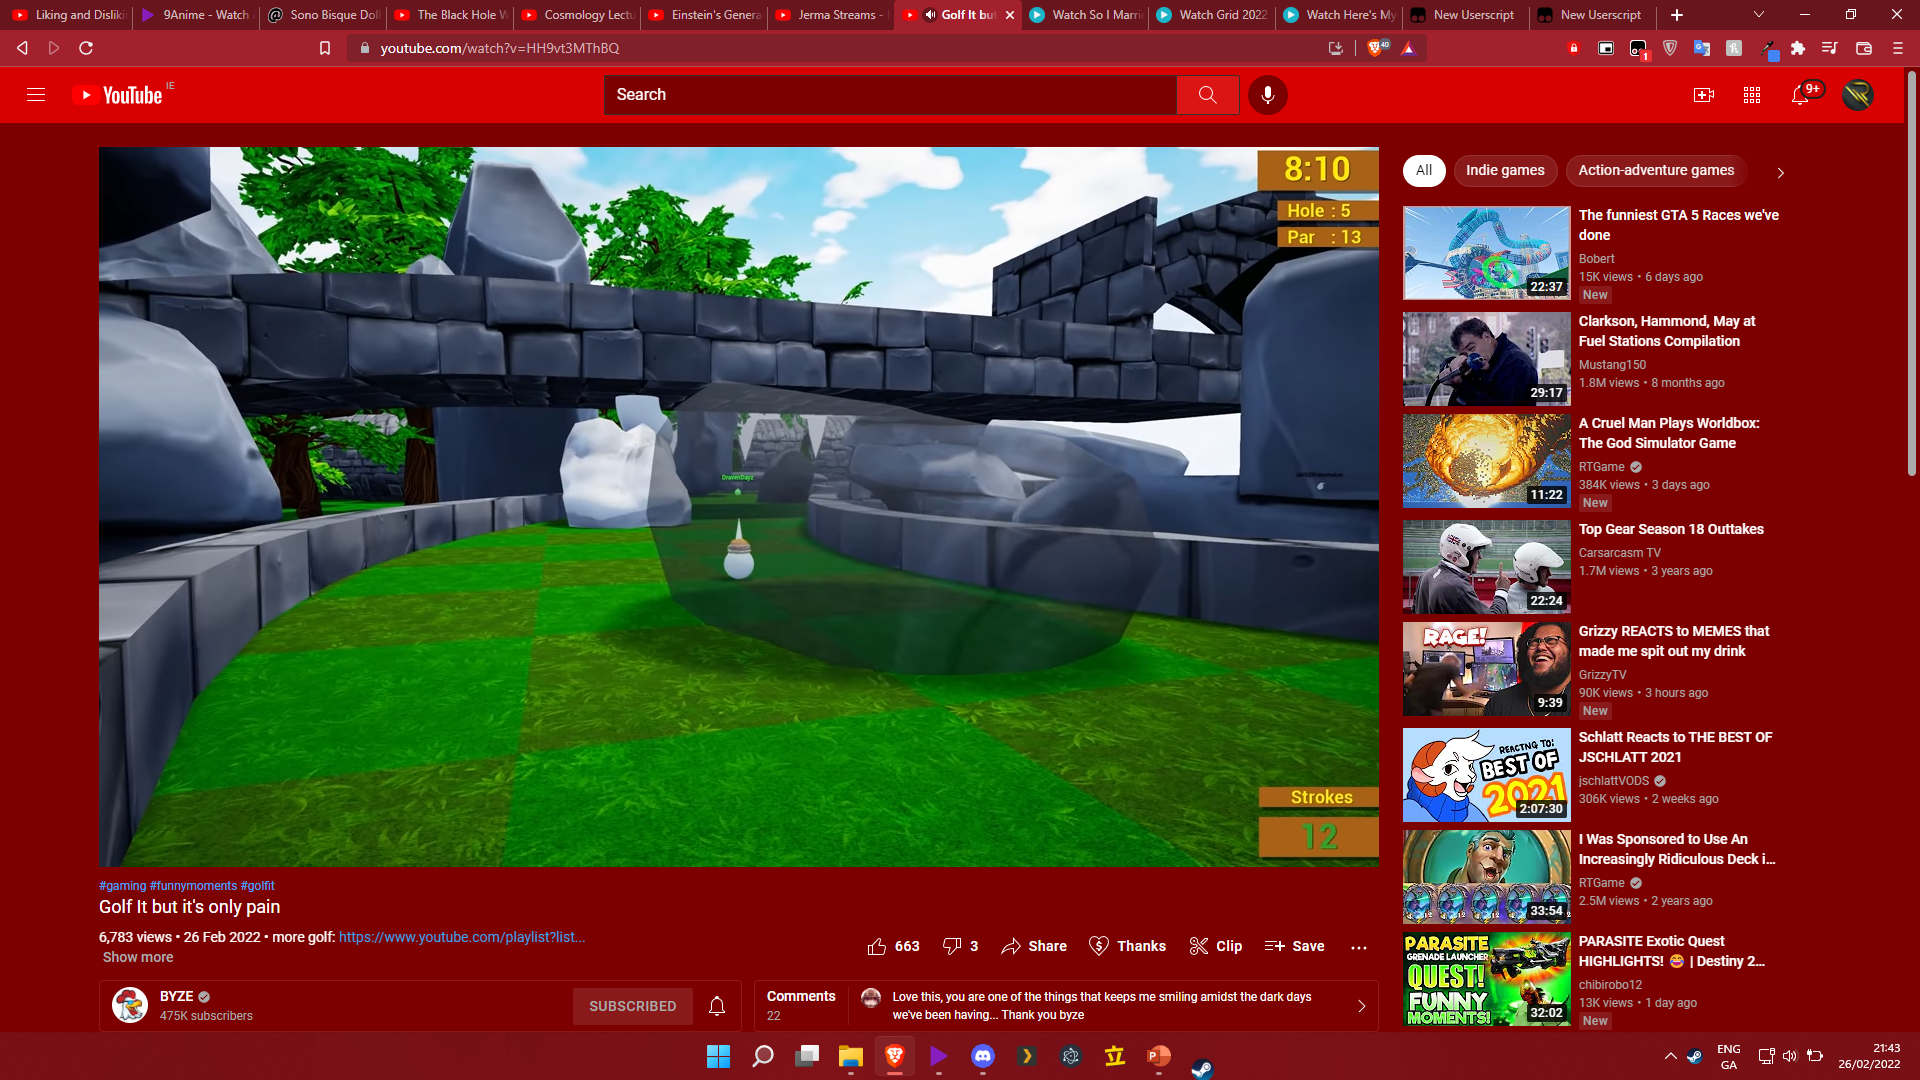 Liking and Disliki
9Anime - Watch
Sono Bisque Doll
The Black Hole W
Cosmology Lectu
Einstein's Genera
Jerma Streams -
Golf It but
Watch So I Marri
Watch Grid 2022
Watch Here's My
New Userscript
New Userscript
youtube.com/watch?v=HH9vt3MThBQ
40
1
YouTube IE
Search
9+
8:10
Hole : 5
Par : 13
DravenDayz
Strokes
12
#gaming #funnymoments #golfit
Golf It but it's only pain
6,783 views • 26 Feb 2022 • more golf: https://www.youtube.com/playlist?list...
Show more
663
3
Share
Thanks
Clip
Save
BYZE
475K subscribers
SUBSCRIBED
Comments
22
Love this, you are one of the things that keeps me smiling amidst the dark days
we've been having... Thank you byze
All
Indie games
Action-adventure games
22:37
The funniest GTA 5 Races we've
done
Bobert
15K views • 6 days ago
New
29:17
Clarkson, Hammond, May at
Fuel Stations Compilation
Mustang150
1.8M views • 8 months ago
11:22
A Cruel Man Plays Worldbox:
The God Simulator Game
RTGame
384K views • 3 days ago
New
22:24
Top Gear Season 18 Outtakes
Carsarcasm TV
1.7M views • 3 years ago
RAGE!
9:39
Grizzy REACTS to MEMES that
made me spit out my drink
GrizzyTV
90K views • 3 hours ago
New
REACTING TO:
BEST OF
2021
2:07:30
Schlatt Reacts to THE BEST OF
JSCHLATT 2021
jschlattVODS
306K views • 2 weeks ago
33:54
I Was Sponsored to Use An
Increasingly Ridiculous Deck i...
RTGame
2.5M views • 2 years ago
PARASITE
GRENADE LAUNCHER
QUEST!
FUNNY
MOMENTS!
32:02
PARASITE Exotic Quest
HIGHLIGHTS! 😂 | Destiny 2...
chibirobo12
13K views • 1 day ago
New
ENG
GA
21:43
26/02/2022